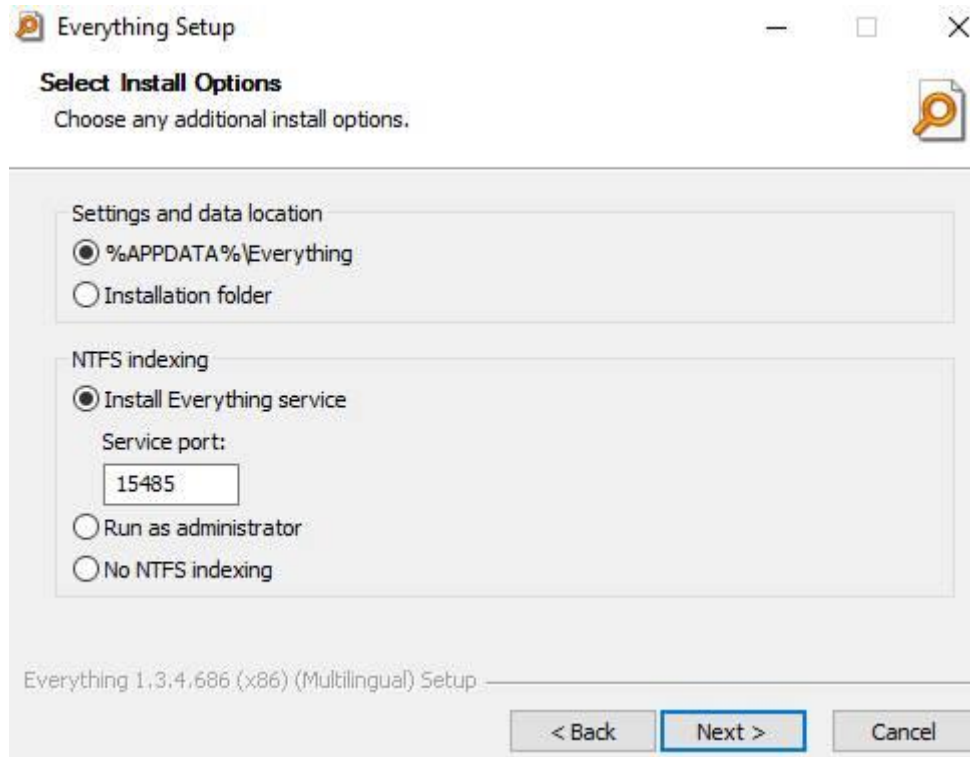 Everything Setup
Select Install Options
Choose any additional install options.
Settings and data location
%APPDATA%\Everything
Installation folder
NTFS indexing
Install Everything service
Service port:
15485
Run as administrator
No NTFS indexing
Everything 1.3.4.686 (x86) (Multilingual) Setup
< Back Next > Cancel